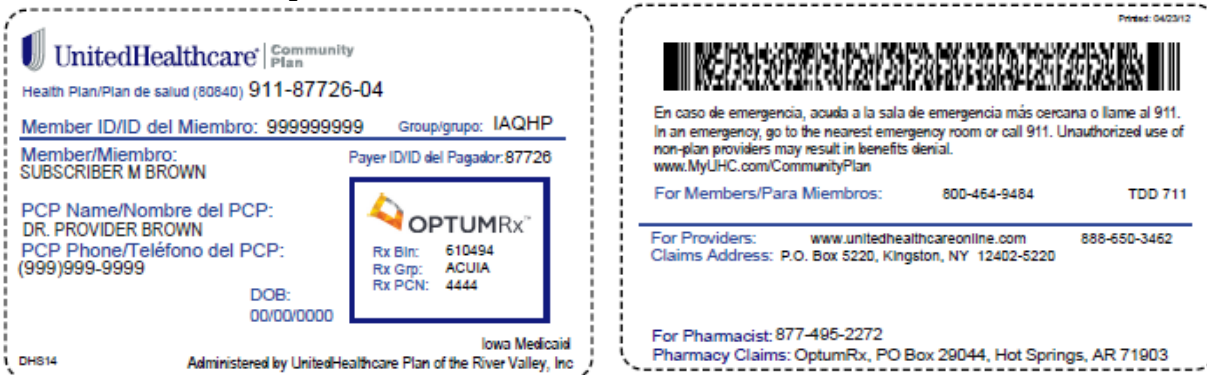 UnitedHealthcare® Community Plan
Health Plan/Plan de salud (80840) 911-87726-04
Member ID/ID del Miembro: 999999999 Group/grupo: IAQHP
Member/Miembro: Payer ID/ID del Pagador: 87726
SUBSCRIBER M BROWN
PCP Name/Nombre del PCP:
DR. PROVIDER BROWN
PCP Phone/Teléfono del PCP:
(999)999-9999
OPTUMRx™
Rx Bin: 610494
Rx Grp: ACUIA
Rx PCN: 4444
DOB:
00/00/0000
Iowa Medicaid
DHS14 Administered by UnitedHealthcare Plan of the River Valley, Inc
Printed: 04/23/12
En caso de emergencia, acuda a la sala de emergencia más cercana o llame al 911.
In an emergency, go to the nearest emergency room or call 911. Unauthorized use of
non-plan providers may result in benefits denial.
www.MyUHC.com/CommunityPlan
For Members/Para Miembros: 800-464-9484 TDD 711
For Providers: www.unitedhealthcareonline.com 888-650-3462
Claims Address: P.O. Box 5220, Kingston, NY 12402-5220
For Pharmacist: 877-495-2272
Pharmacy Claims: OptumRx, PO Box 29044, Hot Springs, AR 71903